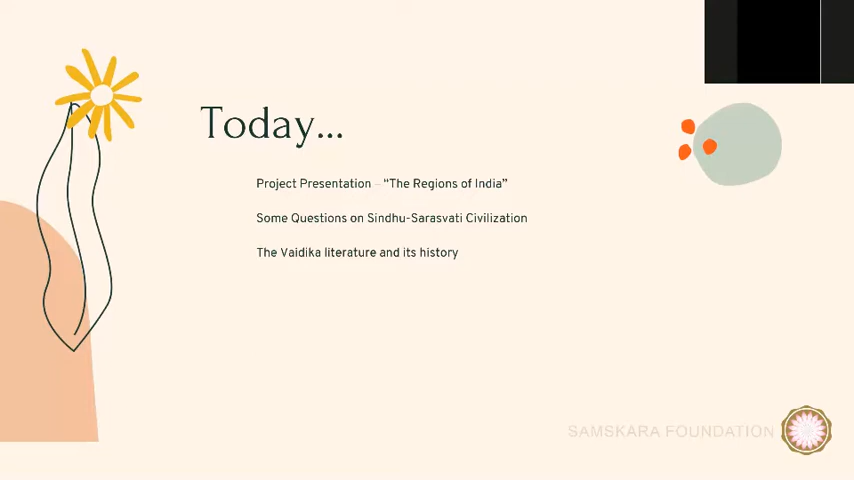 Today...
Project Presentation – “The Regions of India”
Some Questions on Sindhu-Sarasvati Civilization
The Vaidika literature and its history
SAMSKARA FOUNDATION